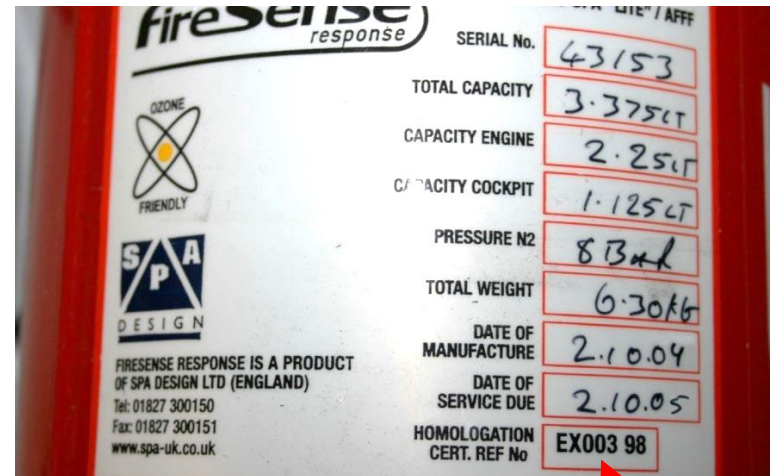 fireSense
response
"LITE" / AFFF
SERIAL No. 43153
TOTAL CAPACITY 3.375LT
CAPACITY ENGINE 2.25LT
CAPACITY COCKPIT 1.125LT
PRESSURE N2 8 Bar
TOTAL WEIGHT 6.30KG
DATE OF
MANUFACTURE 2.10.04
DATE OF
SERVICE DUE 2.10.05
HOMOLOGATION
CERT. REF No EX003 98
OZONE
FRIENDLY
SPA
DESIGN
FIRESENSE RESPONSE IS A PRODUCT
OF SPA DESIGN LTD (ENGLAND)
Tel: 01827 300150
Fax: 01827 300151
www.spa-uk.co.uk